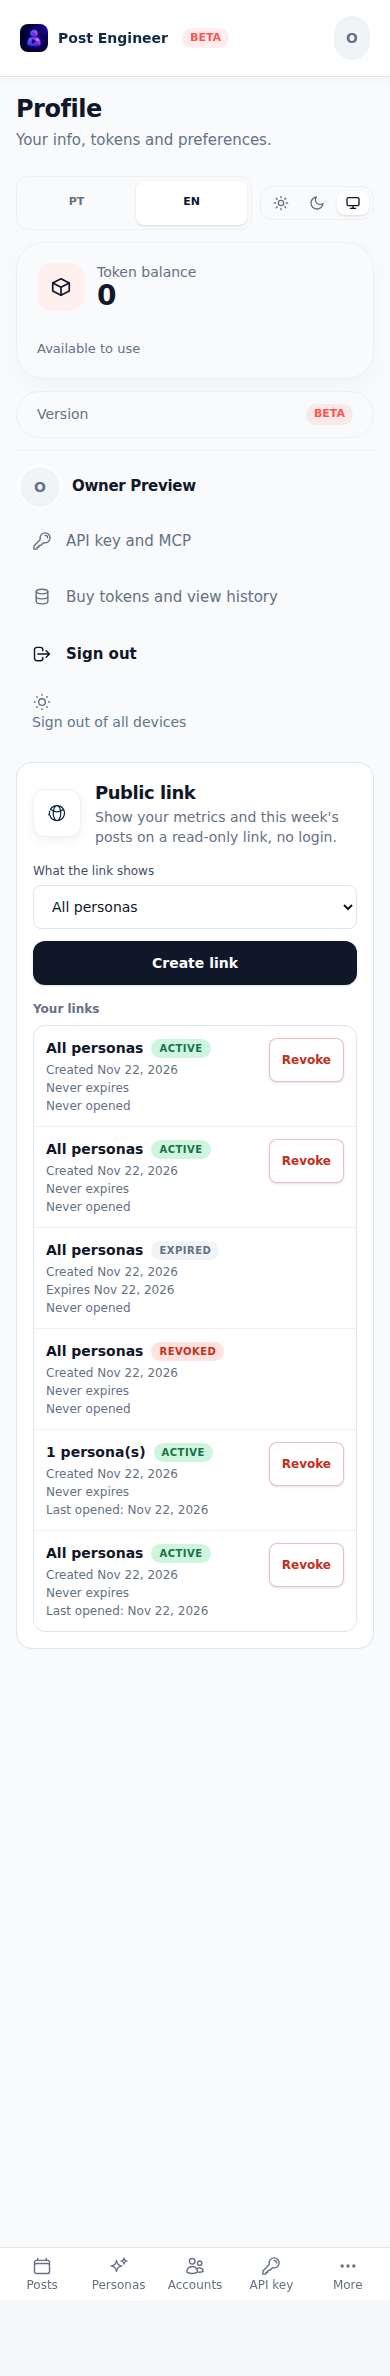 Post Engineer BETA O
Profile
Your info, tokens and preferences.
PT EN
Token balance
0
Available to use
Version BETA
O Owner Preview
API key and MCP
Buy tokens and view history
Sign out
Sign out of all devices
Public link
Show your metrics and this week's
posts on a read-only link, no login.
What the link shows
All personas
Create link
Your links
All personas ACTIVE Revoke
Created Nov 22, 2026
Never expires
Never opened
All personas ACTIVE Revoke
Created Nov 22, 2026
Never expires
Never opened
All personas EXPIRED
Created Nov 22, 2026
Expires Nov 22, 2026
Never opened
All personas REVOKED
Created Nov 22, 2026
Never expires
Never opened
1 persona(s) ACTIVE Revoke
Created Nov 22, 2026
Never expires
Last opened: Nov 22, 2026
All personas ACTIVE Revoke
Created Nov 22, 2026
Never expires
Last opened: Nov 22, 2026
Posts Personas Accounts API key More